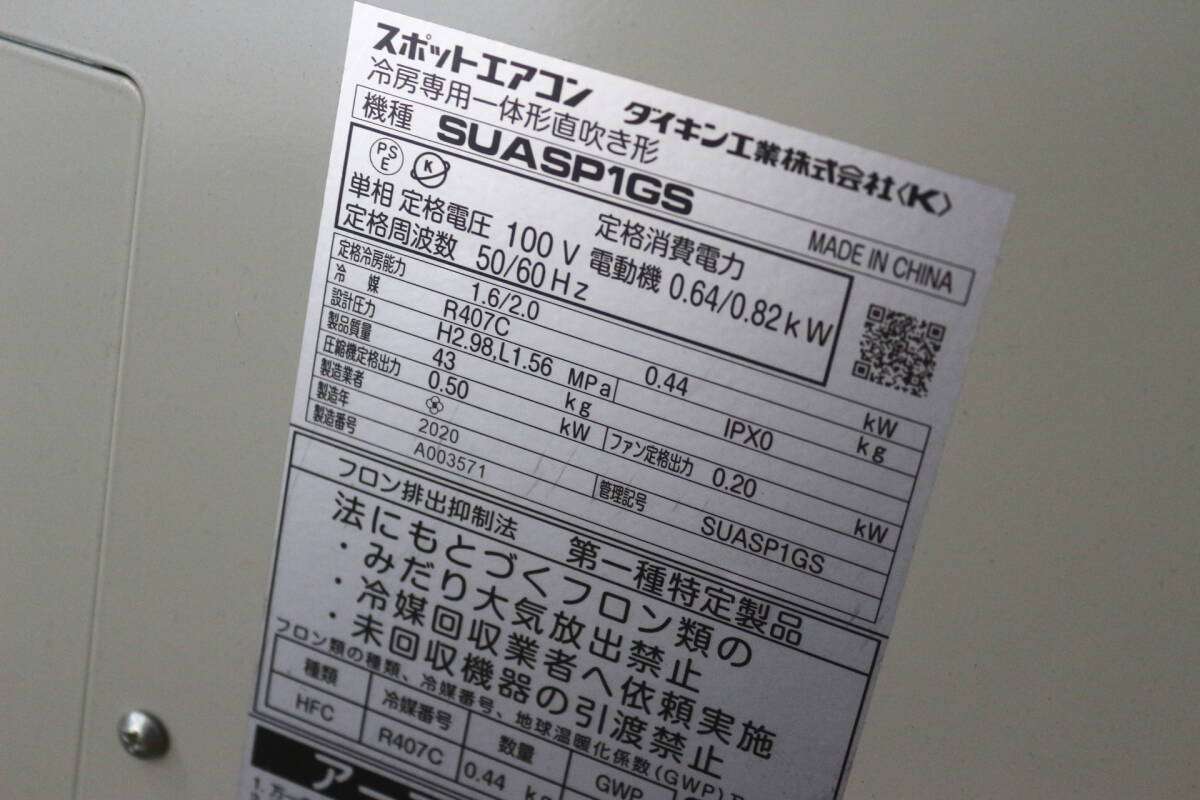 スポットエアコン ダイキン工業株式会社〈K〉
冷房専用一体形直吹き形
機種 SUASP1GS MADE IN CHINA
PSE K
単相 定格電圧 100V 定格消費電力
定格周波数 50/60Hz 電動機 0.64/0.82kW
定格冷房能力 1.6/2.0 kW
冷媒 R407C 0.44 kg
設計圧力 H2.98,L1.56 MPa IPX0
製品質量 43 kg
圧縮機定格出力 0.50 kW ファン定格出力 0.20 kW
製造業者
製造年 2020 管理記号 SUASP1GS
製造番号 A003571
フロン排出抑制法 第一種特定製品
法にもとづくフロン類の
・みだり大気放出禁止
・冷媒回収業者へ依頼実施
・未回収機器の引渡禁止
フロン類の種類、冷媒番号、地球温暖化係数(GWP)
種類 冷媒番号 数量 GWP
HFC R407C 0.44 kg